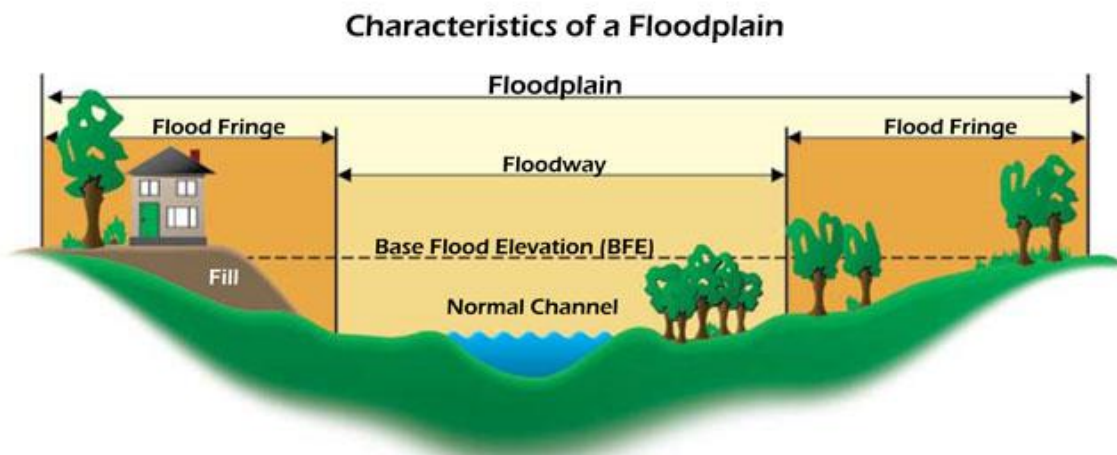 Characteristics of a Floodplain
Floodplain
Flood Fringe
Flood Fringe
Floodway
Base Flood Elevation (BFE)
Fill
Normal Channel